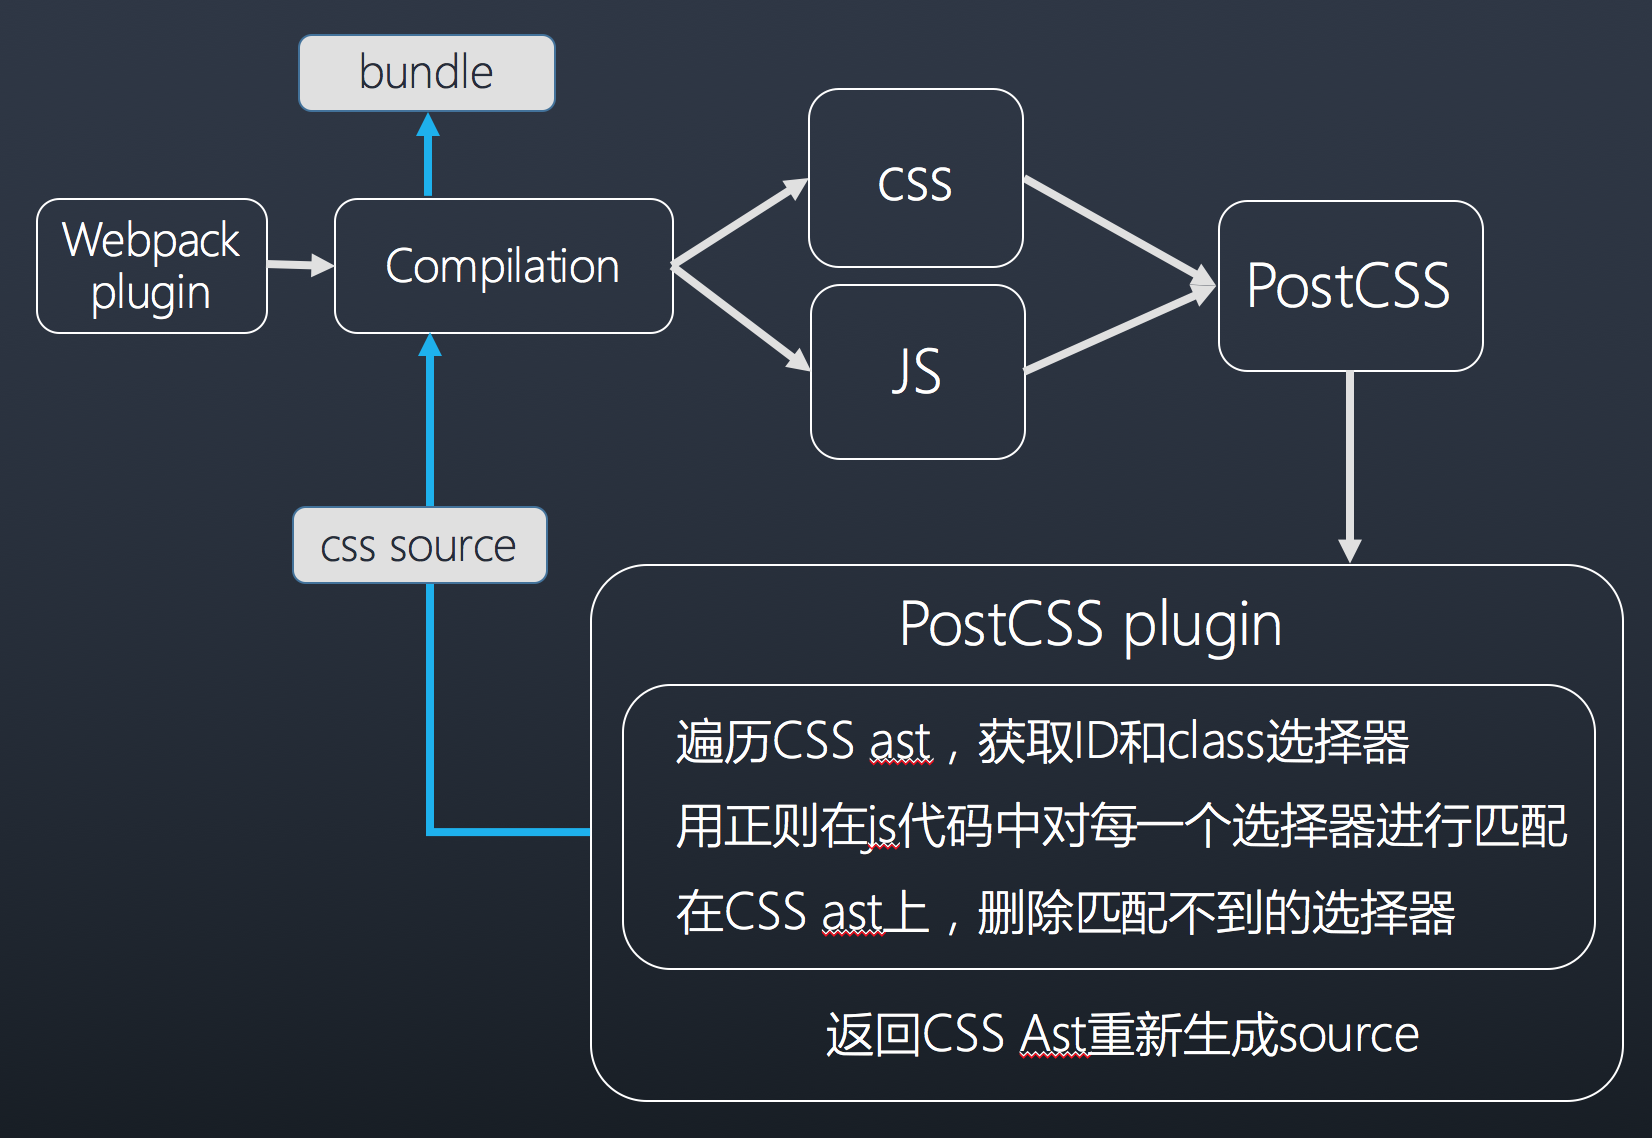 bundle
Webpack
plugin
Compilation
css
JS
PostCSS
css source
PostCSS plugin
遍历CSS ast，获取ID和class选择器
用正则在js代码中对每一个选择器进行匹配
在CSS ast上，删除匹配不到的选择器
返回CSS Ast重新生成source